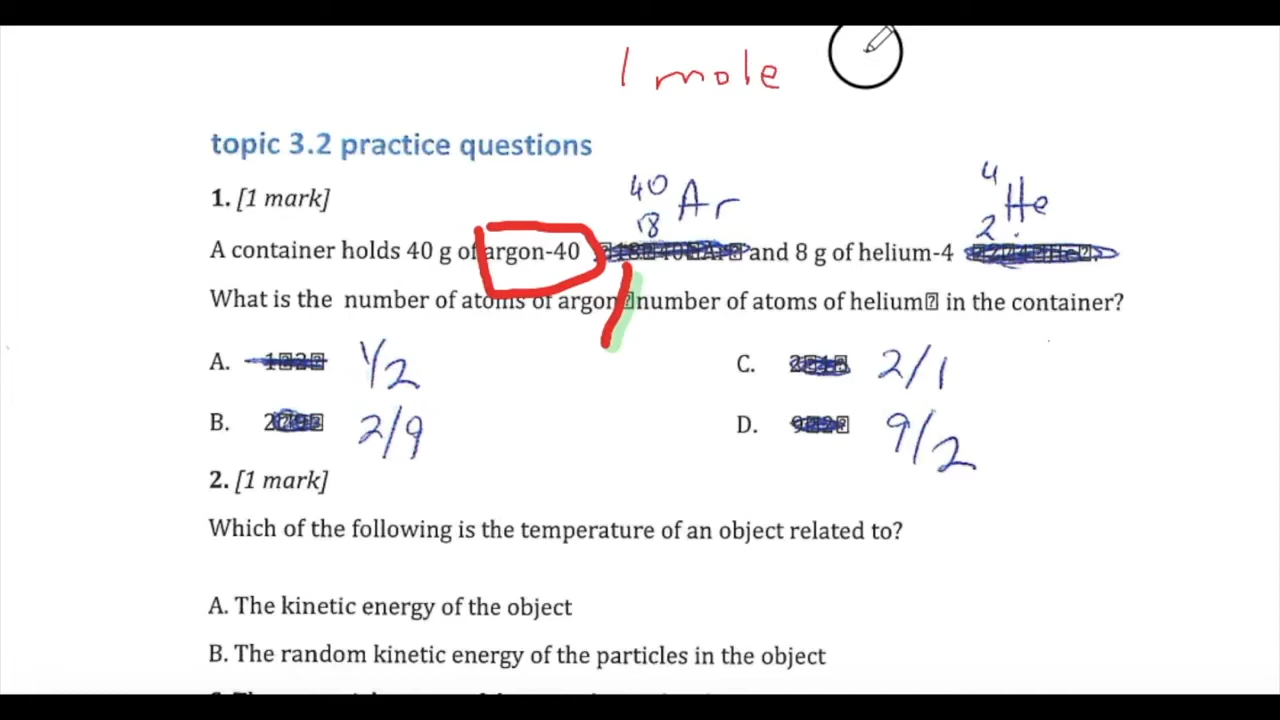 1 mole
topic 3.2 practice questions
1. [1 mark]
40
18 Ar
4
2 He
A container holds 40 g of argon-40 and 8 g of helium-4
What is the number of atoms of argon number of atoms of helium in the container?
A. 1/2
C. 2/1
B. 2/9
D. 9/2
2. [1 mark]
Which of the following is the temperature of an object related to?
A. The kinetic energy of the object
B. The random kinetic energy of the particles in the object